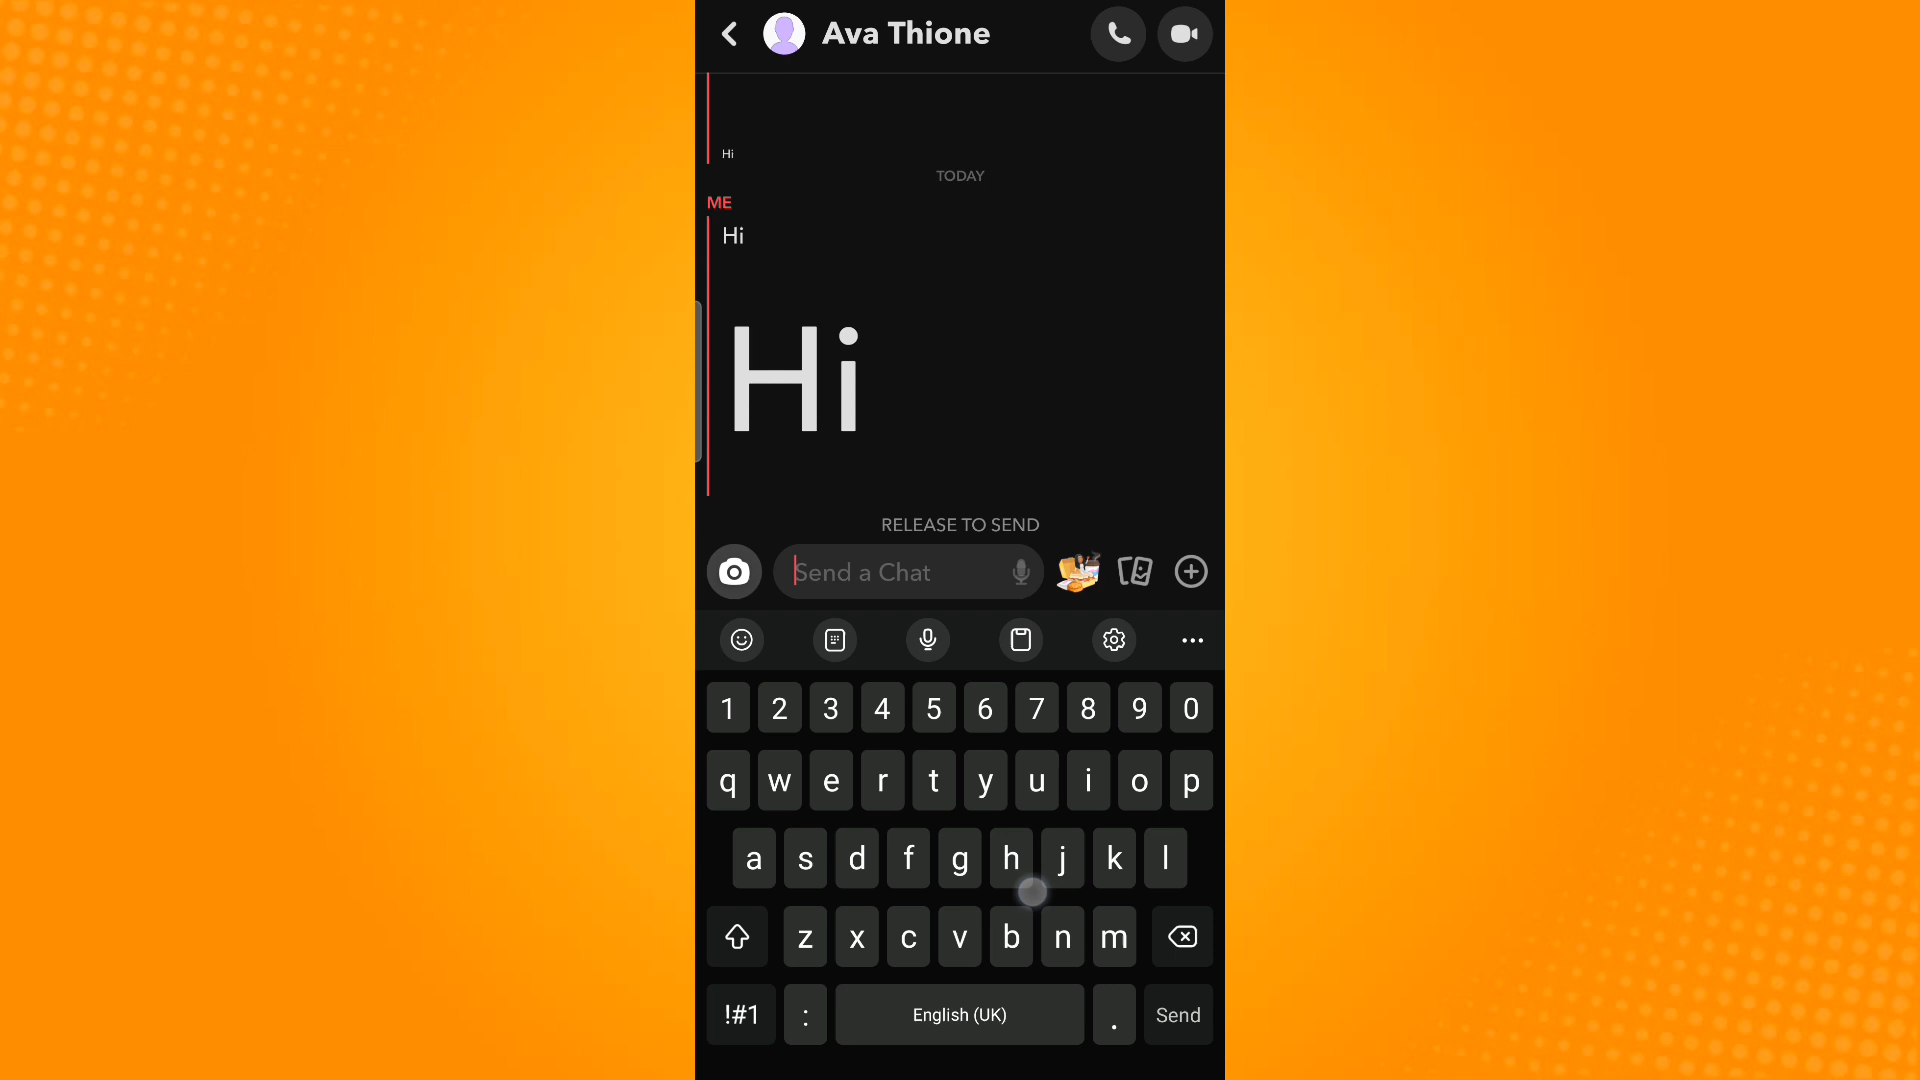 Ava Thione
Hi
TODAY
ME
Hi
Hi
RELEASE TO SEND
Send a Chat
1 2 3 4 5 6 7 8 9 0
q w e r t y u i o p
a s d f g h j k l
z x c v b n m
!#1 : English (UK) . Send